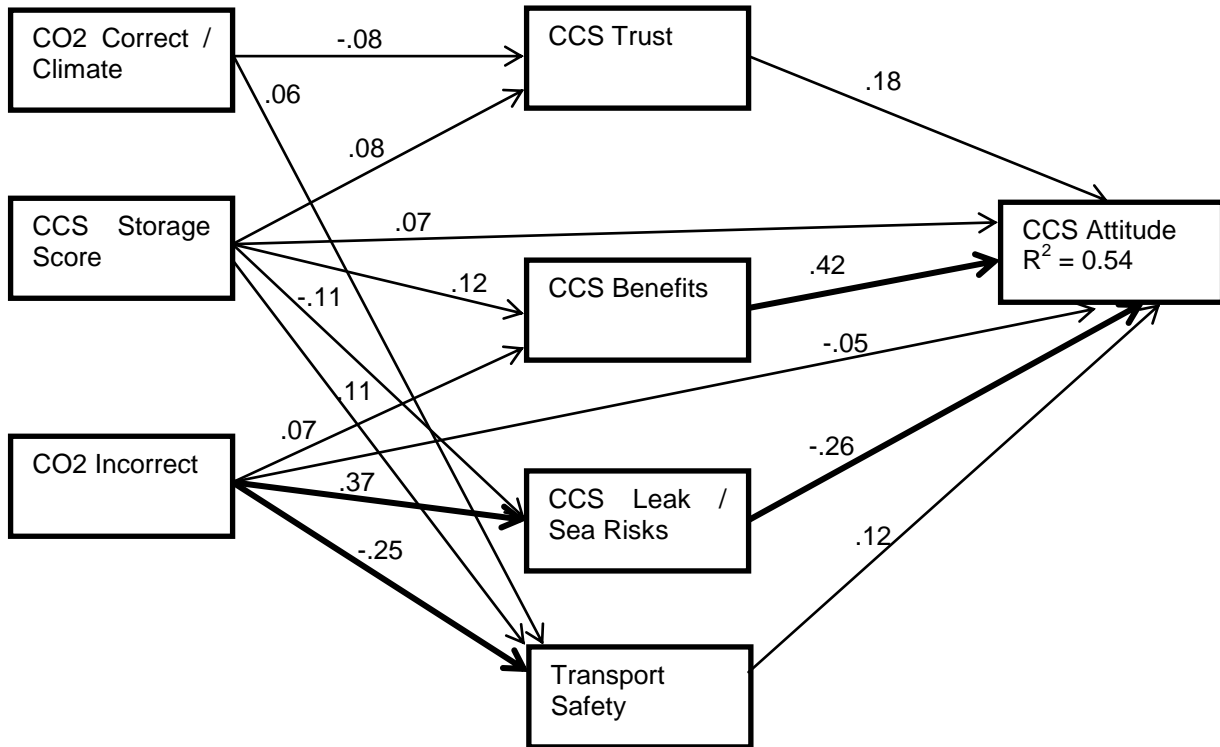 CO2 Correct /
Climate
-.08
CCS Trust
.06
.18
.08
CCS Storage
Score
.07
CCS Attitude
R² = 0.54
.12
-.11
CCS Benefits
.42
-.05
.11
.07
CO2 Incorrect
.37
CCS Leak /
Sea Risks
-.26
-.25
.12
Transport
Safety